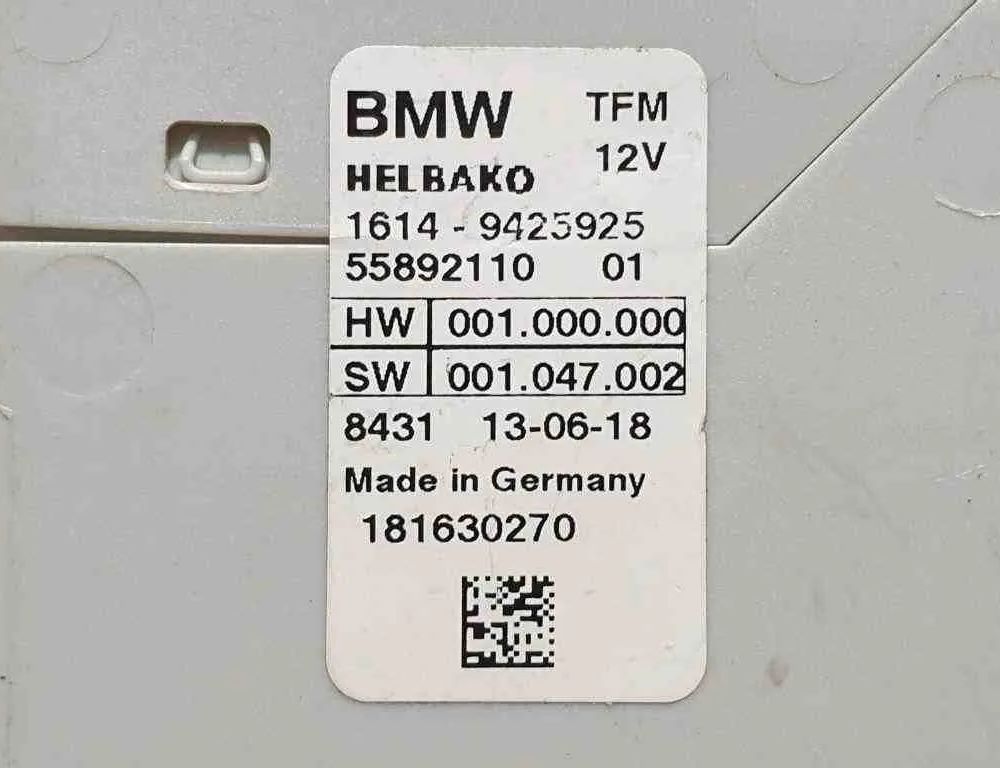 BMW TFM
HELBAKO 12V
1614 - 9425925
55892110 01
HW 001.000.000
SW 001.047.002
8431 13-06-18
Made in Germany
181630270